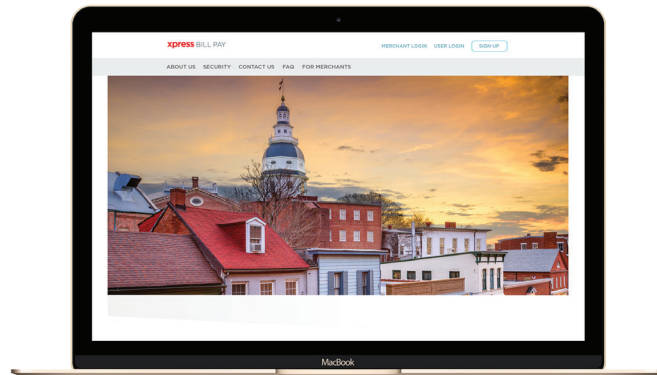 xpress BILL PAY
MERCHANT LOGIN USER LOGIN SIGN UP
ABOUT US SECURITY CONTACT US FAQ FOR MERCHANTS
MacBook